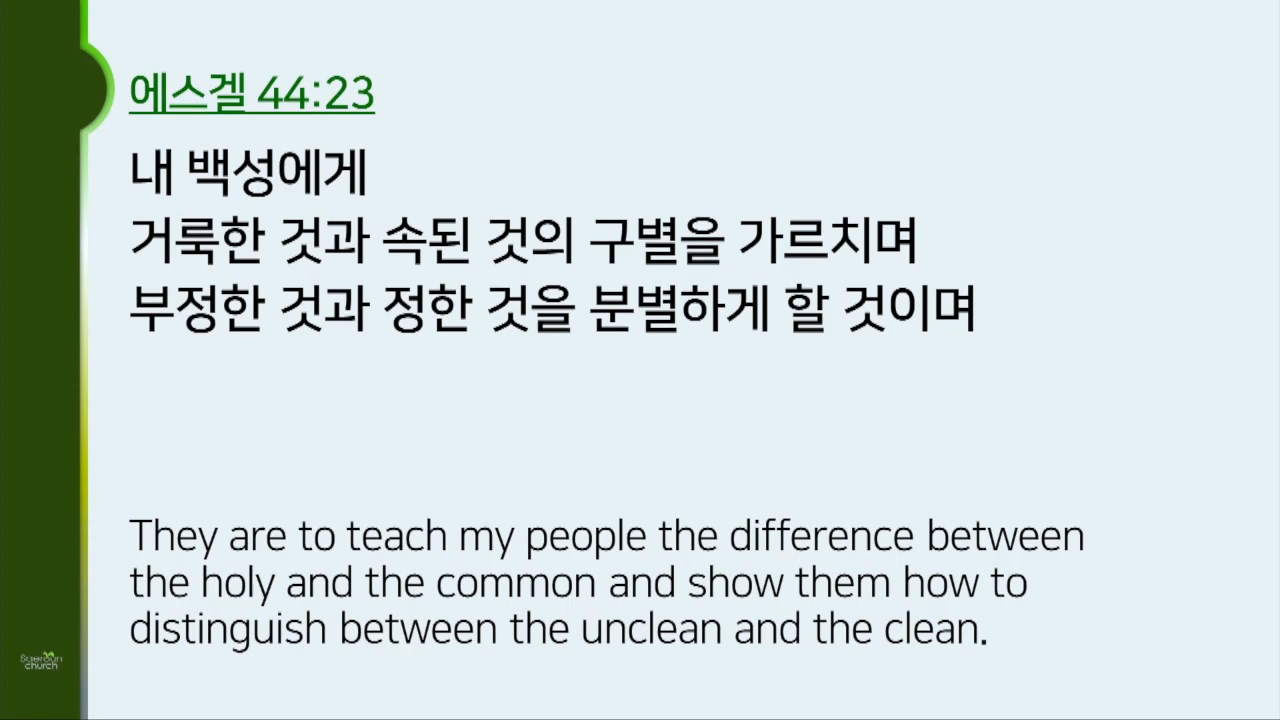 에스겔 44:23
내 백성에게
거룩한 것과 속된 것의 구별을 가르치며
부정한 것과 정한 것을 분별하게 할 것이며
They are to teach my people the difference between
the holy and the common and show them how to
distinguish between the unclean and the clean.
church